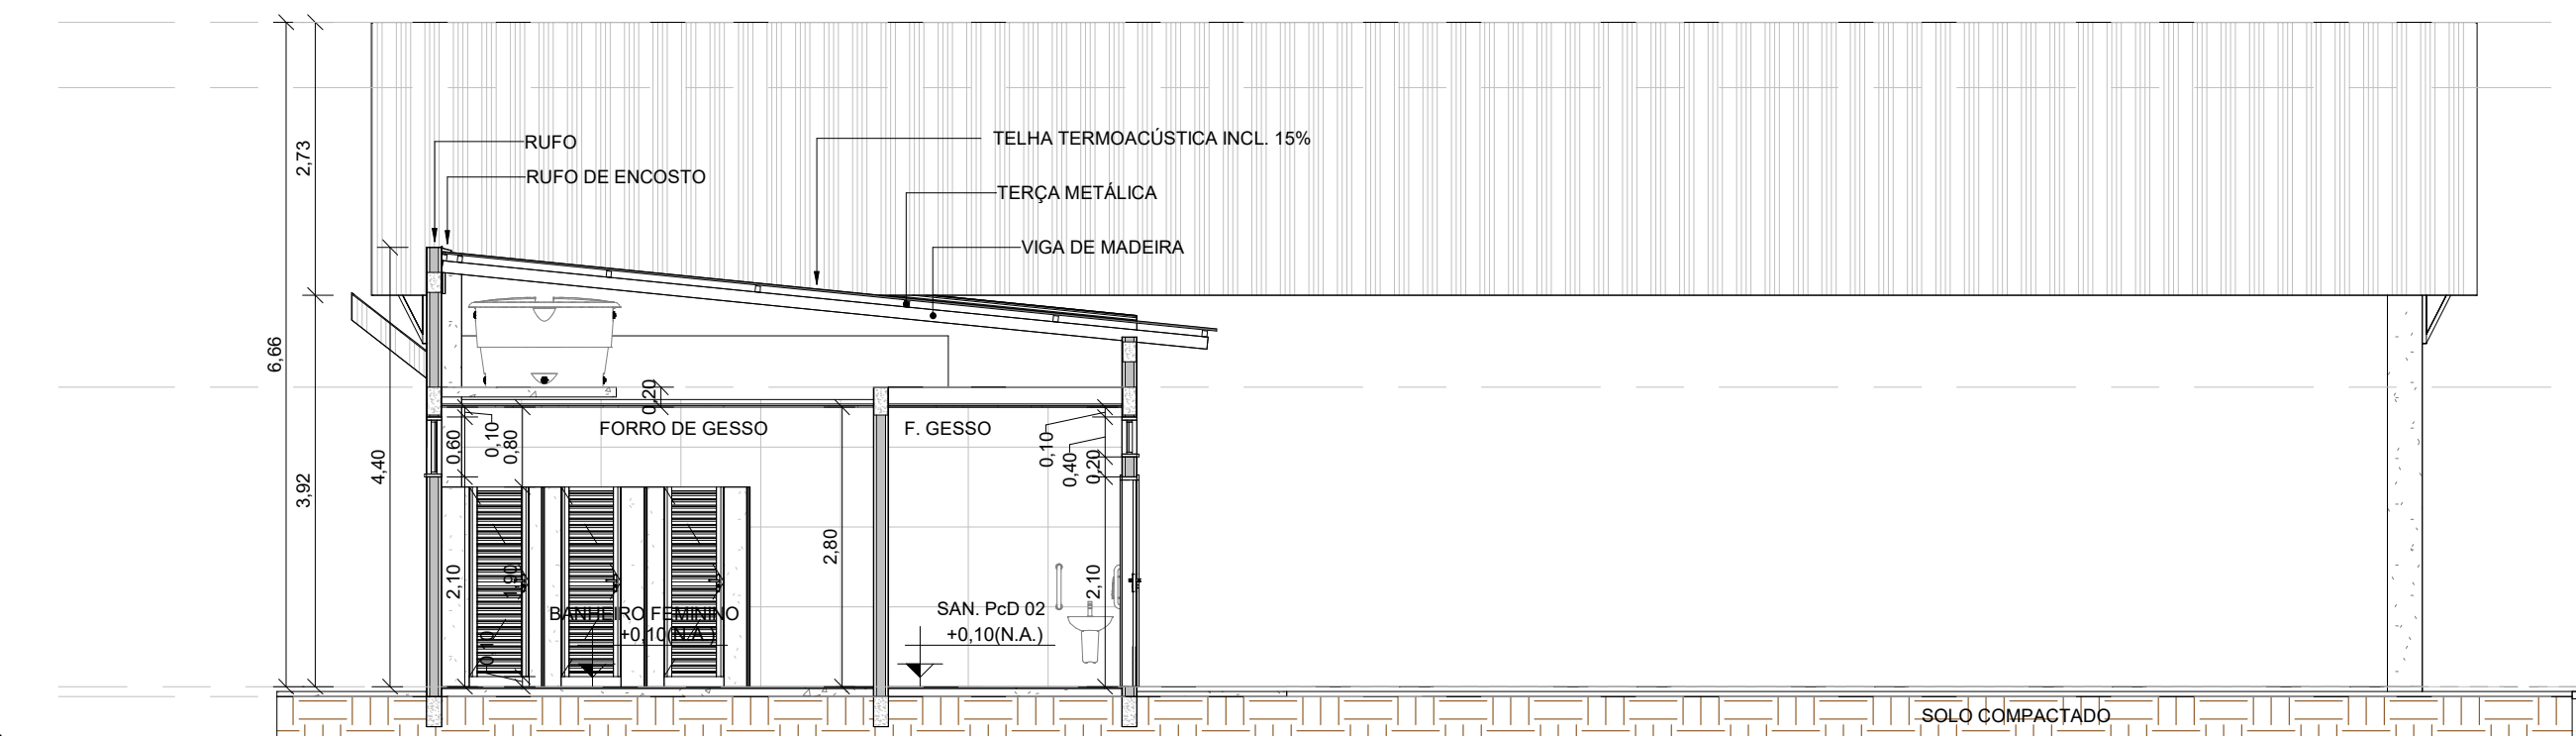 RUFO
TELHA TERMOACÚSTICA INCL. 15%
RUFO DE ENCOSTO
TERÇA METÁLICA
VIGA DE MADEIRA
2,73
6,66
3,92
4,40
0,20
FORRO DE GESSO
F. GESSO
0,60
0,10
0,80
0,10
0,40
0,20
2,10
1,90
2,80
2,10
BANHEIRO FEMININO
+0,10(N.A.)
SAN. PcD 02
+0,10(N.A.)
0,10
SOLO COMPACTADO